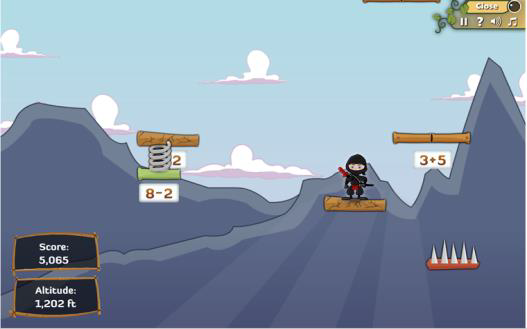 Close
?
2
3+5
8-2
Score:
5,065
Altitude:
1,202 ft